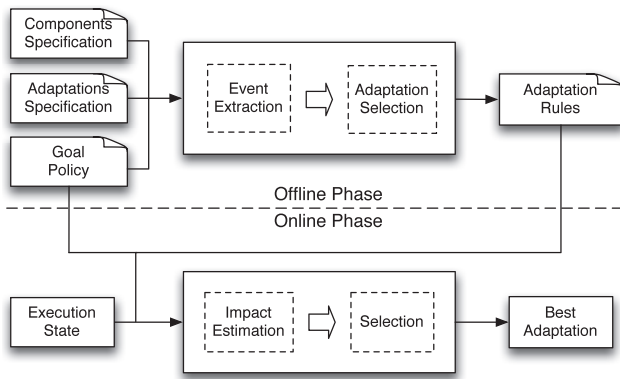 Components
Specification
Adaptations
Specification
Goal
Policy
Event
Extraction
Adaptation
Selection
Adaptation
Rules
Offline Phase
Online Phase
Execution
State
Impact
Estimation
Selection
Best
Adaptation